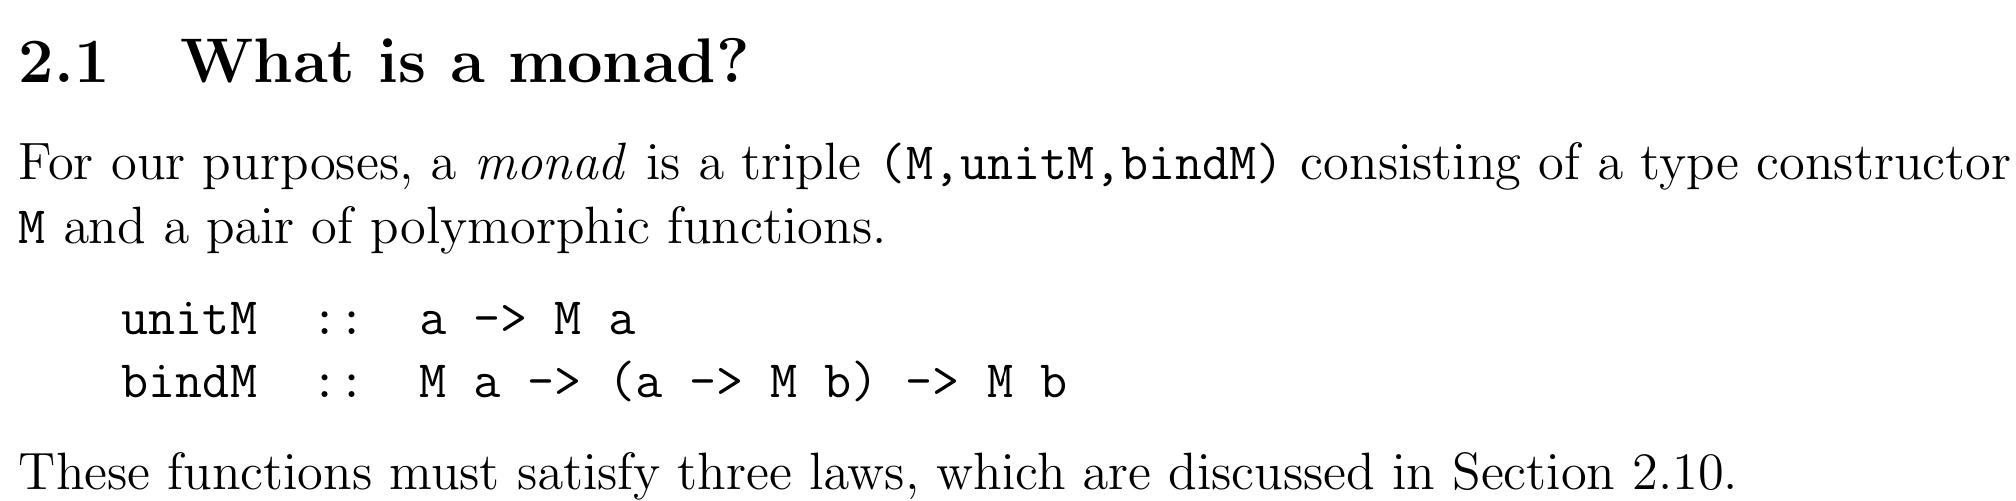 2.1 What is a monad?
For our purposes, a monad is a triple (M,unitM,bindM) consisting of a type constructor
M and a pair of polymorphic functions.
unitM :: a -> M a
bindM :: M a -> (a -> M b) -> M b
These functions must satisfy three laws, which are discussed in Section 2.10.